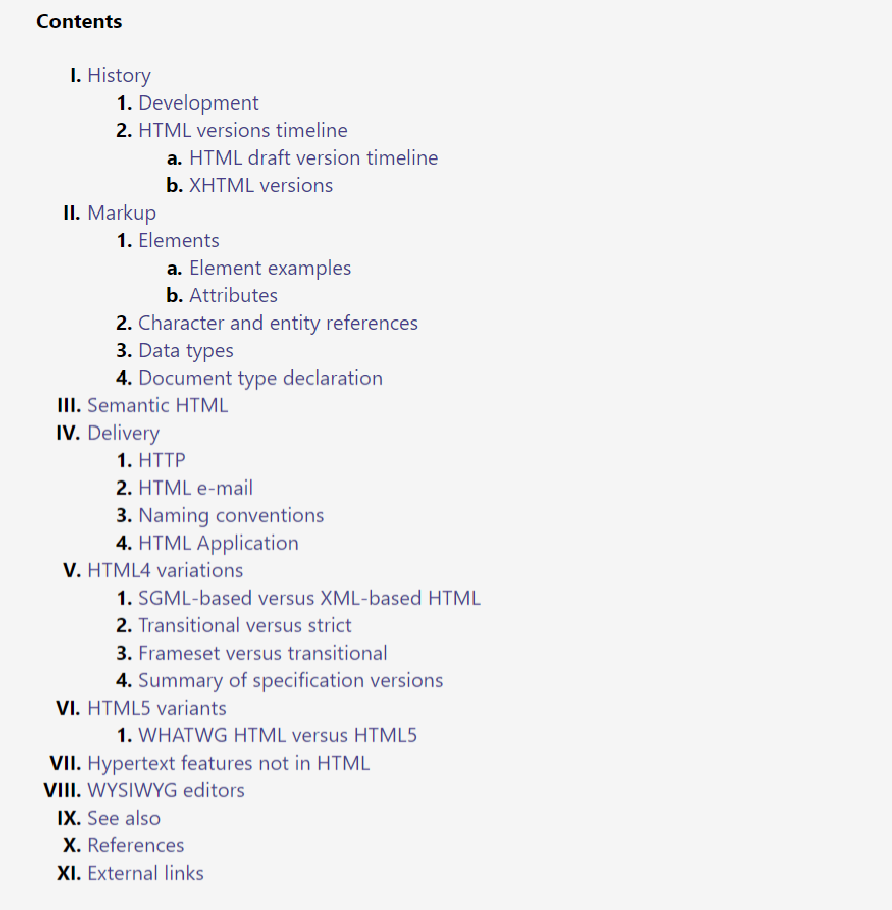 Contents
I. History
1. Development
2. HTML versions timeline
a. HTML draft version timeline
b. XHTML versions
II. Markup
1. Elements
a. Element examples
b. Attributes
2. Character and entity references
3. Data types
4. Document type declaration
III. Semantic HTML
IV. Delivery
1. HTTP
2. HTML e-mail
3. Naming conventions
4. HTML Application
V. HTML4 variations
1. SGML-based versus XML-based HTML
2. Transitional versus strict
3. Frameset versus transitional
4. Summary of specification versions
VI. HTML5 variants
1. WHATWG HTML versus HTML5
VII. Hypertext features not in HTML
VIII. WYSIWYG editors
IX. See also
X. References
XI. External links